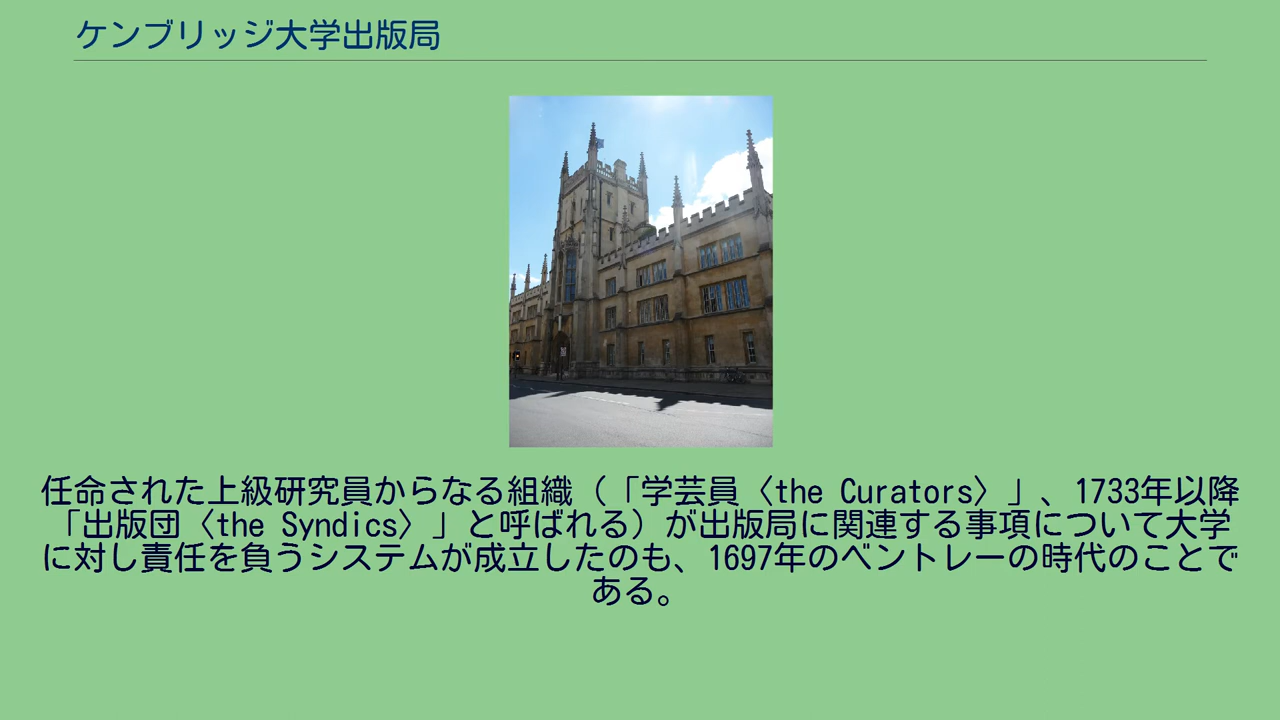 ケンブリッジ大学出版局
任命された上級研究員からなる組織（「学芸員〈the Curators〉」、1733年以降
「出版団〈the Syndics〉」と呼ばれる）が出版局に関連する事項について大学
に対し責任を負うシステムが成立したのも、1697年のベントレーの時代のことで
ある。